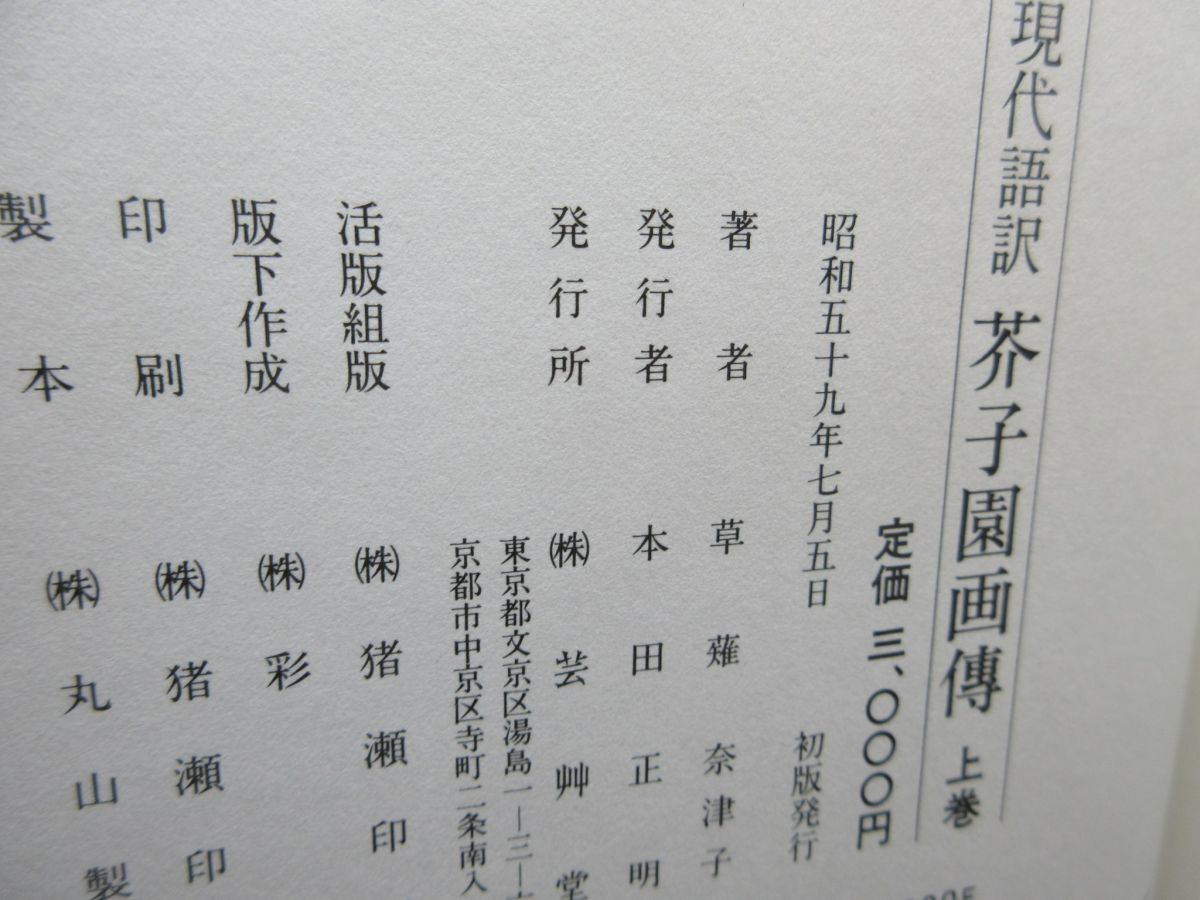 現代語訳 芥子園画傳 上巻
定価 三、〇〇〇円
昭和五十九年七月五日 初版発行
著者 草薙奈津子
発行者 本田正明
発行所 ㈱芸艸堂
東京都文京区湯島一―三―
京都市中京区寺町二条南入
活版組版 ㈱猪瀬印
版下作成 ㈱彩
印刷 ㈱猪瀬印
製本 ㈱丸山製